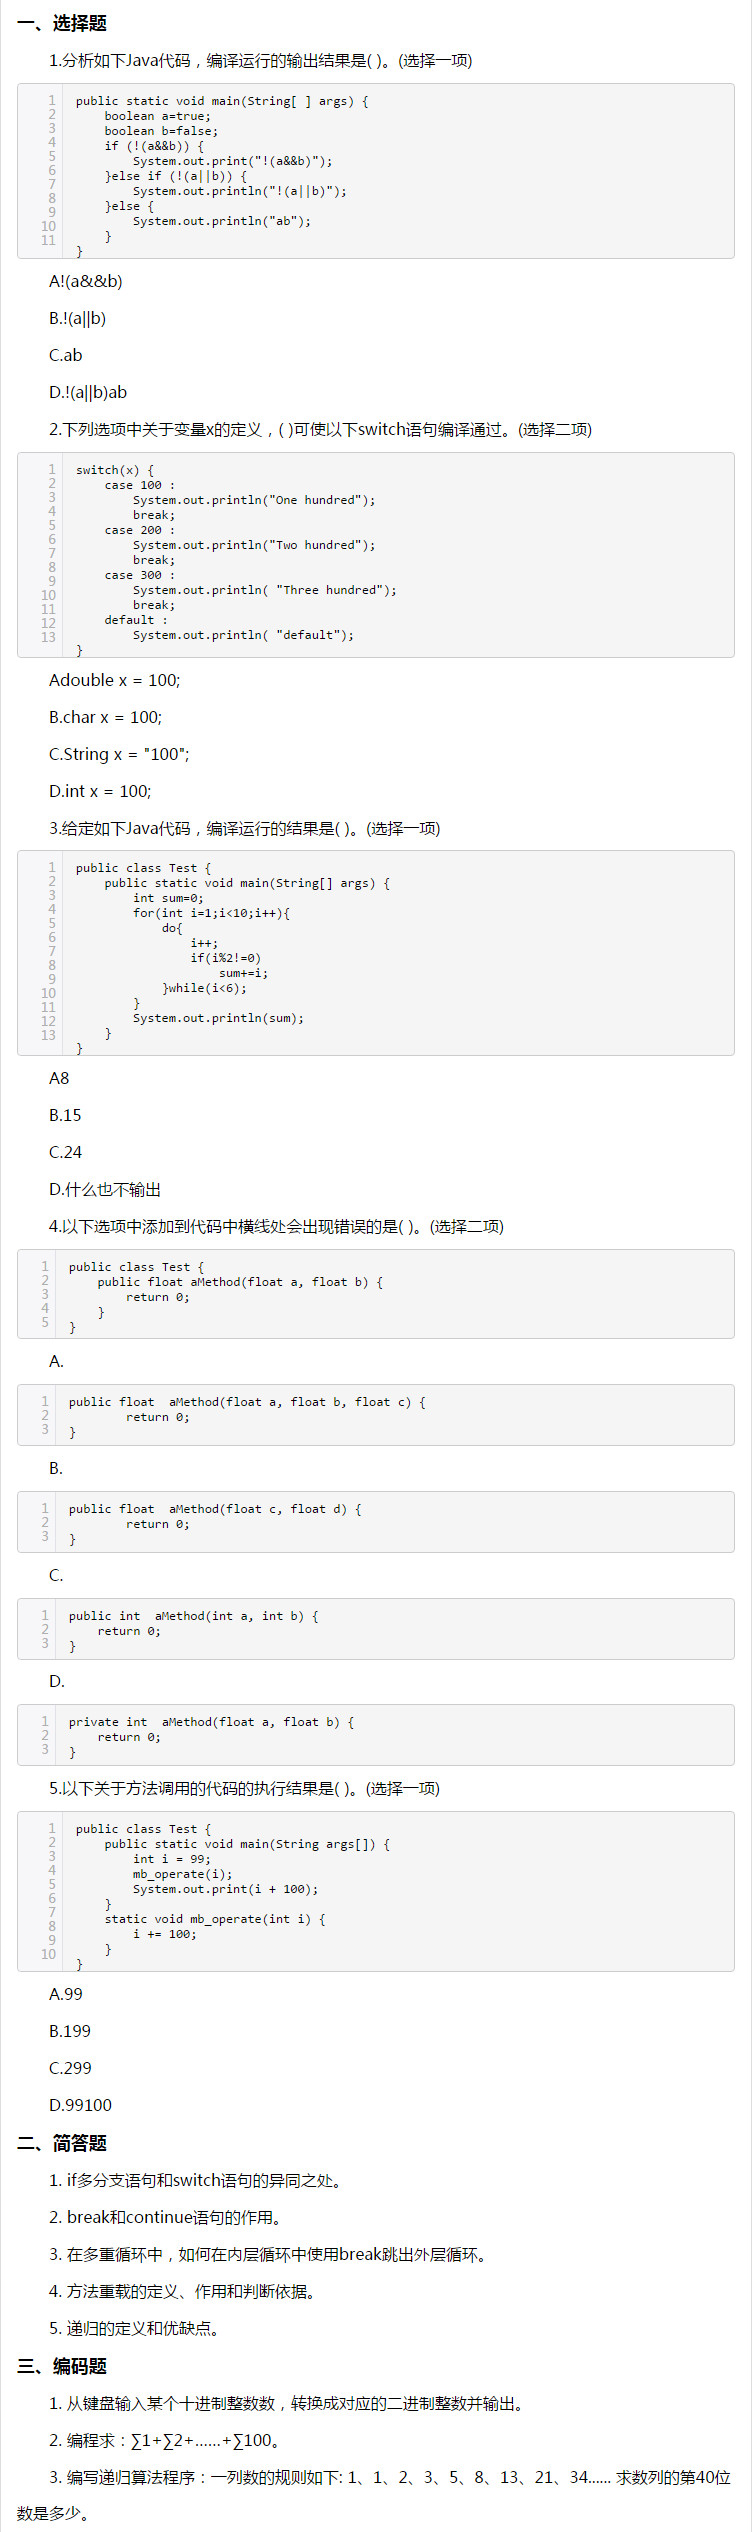 一、选择题
1.分析如下Java代码，编译运行的输出结果是( )。(选择一项)
1 public static void main(String[ ] args) {
2 boolean a=true;
3 boolean b=false;
4 if (!(a&&b)) {
5 System.out.print("!(a&&b)");
6 }else if (!(a||b)) {
7 System.out.println("!(a||b)");
8 }else {
9 System.out.println("ab");
10 }
11 }
A!(a&&b)
B.!(a||b)
C.ab
D.!(a||b)ab
2.下列选项中关于变量x的定义，( )可使以下switch语句编译通过。(选择二项)
1 switch(x) {
2 case 100 :
3 System.out.println("One hundred");
4 break;
5 case 200 :
6 System.out.println("Two hundred");
7 break;
8 case 300 :
9 System.out.println( "Three hundred");
10 break;
11 default :
12 System.out.println( "default");
13 }
Adouble x = 100;
B.char x = 100;
C.String x = "100";
D.int x = 100;
3.给定如下Java代码，编译运行的结果是( )。(选择一项)
1 public class Test {
2 public static void main(String[] args) {
3 int sum=0;
4 for(int i=1;i<10;i++){
5 do{
6 i++;
7 if(i%2!=0)
8 sum+=i;
9 }while(i<6);
10 }
11 System.out.println(sum);
12 }
13 }
A8
B.15
C.24
D.什么也不输出
4.以下选项中添加到代码中横线处会出现错误的是( )。(选择二项)
1 public class Test {
2 public float aMethod(float a, float b) {
3 return 0;
4 }
5 }
A.
1 public float  aMethod(float a, float b, float c) {
2 return 0;
3 }
B.
1 public float  aMethod(float c, float d) {
2 return 0;
3 }
C.
1 public int  aMethod(int a, int b) {
2 return 0;
3 }
D.
1 private int  aMethod(float a, float b) {
2 return 0;
3 }
5.以下关于方法调用的代码的执行结果是( )。(选择一项)
1 public class Test {
2 public static void main(String args[]) {
3 int i = 99;
4 mb_operate(i);
5 System.out.print(i + 100);
6 }
7 static void mb_operate(int i) {
8 i += 100;
9 }
10 }
A.99
B.199
C.299
D.99100
二、简答题
1. if多分支语句和switch语句的异同之处。
2. break和continue语句的作用。
3. 在多重循环中，如何在内层循环中使用break跳出外层循环。
4. 方法重载的定义、作用和判断依据。
5. 递归的定义和优缺点。
三、编码题
1. 从键盘输入某个十进制整数数，转换成对应的二进制整数并输出。
2. 编程求：∑1+∑2+……+∑100。
3. 编写递归算法程序：一列数的规则如下: 1、1、2、3、5、8、13、21、34...... 求数列的第40位
数是多少。